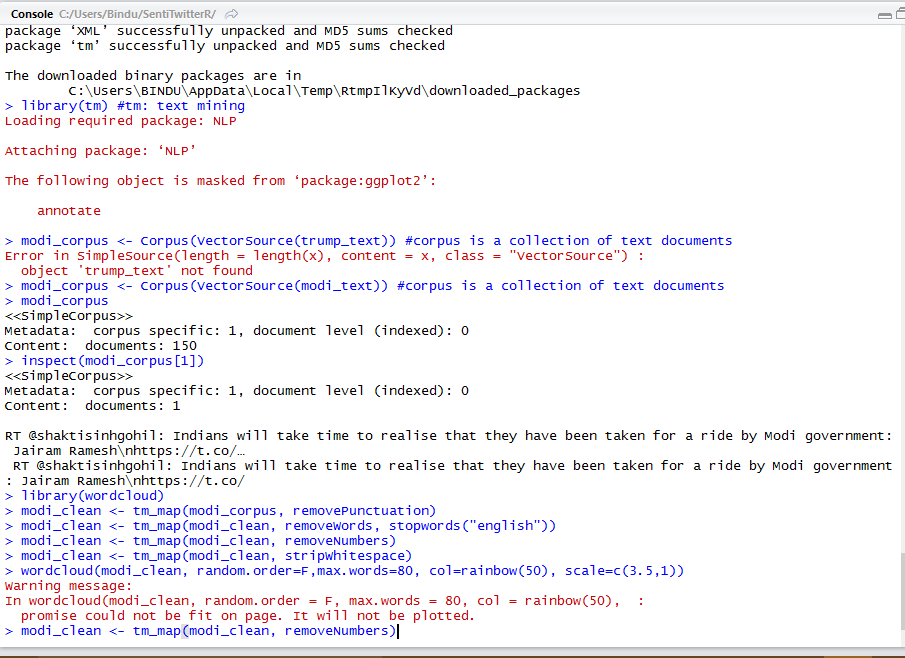 Console C:/Users/Bindu/SentiTwitterR/
package ‘XML’ successfully unpacked and MD5 sums checked
package ‘tm’ successfully unpacked and MD5 sums checked
The downloaded binary packages are in
C:\Users\BINDU\AppData\Local\Temp\RtmpIlKyVd\downloaded_packages
> library(tm) #tm: text mining
Loading required package: NLP
Attaching package: ‘NLP’
The following object is masked from ‘package:ggplot2’:
annotate
> modi_corpus <- Corpus(VectorSource(trump_text)) #corpus is a collection of text documents
Error in SimpleSource(length = length(x), content = x, class = "VectorSource") :
object 'trump_text' not found
> modi_corpus <- Corpus(VectorSource(modi_text)) #corpus is a collection of text documents
> modi_corpus
<<SimpleCorpus>>
Metadata:  corpus specific: 1, document level (indexed): 0
Content:  documents: 150
> inspect(modi_corpus[1])
<<SimpleCorpus>>
Metadata:  corpus specific: 1, document level (indexed): 0
Content:  documents: 1
RT @shaktisinhgohil: Indians will take time to realise that they have been taken for a ride by Modi government:
Jairam Ramesh\nhttps://t.co/…
RT @shaktisinhgohil: Indians will take time to realise that they have been taken for a ride by Modi government
: Jairam Ramesh\nhttps://t.co/
> library(wordcloud)
> modi_clean <- tm_map(modi_corpus, removePunctuation)
> modi_clean <- tm_map(modi_clean, removeWords, stopwords("english"))
> modi_clean <- tm_map(modi_clean, removeNumbers)
> modi_clean <- tm_map(modi_clean, stripWhitespace)
> wordcloud(modi_clean, random.order=F,max.words=80, col=rainbow(50), scale=c(3.5,1))
Warning message:
In wordcloud(modi_clean, random.order = F, max.words = 80, col = rainbow(50),  :
promise could not be fit on page. It will not be plotted.
> modi_clean <- tm_map(modi_clean, removeNumbers)